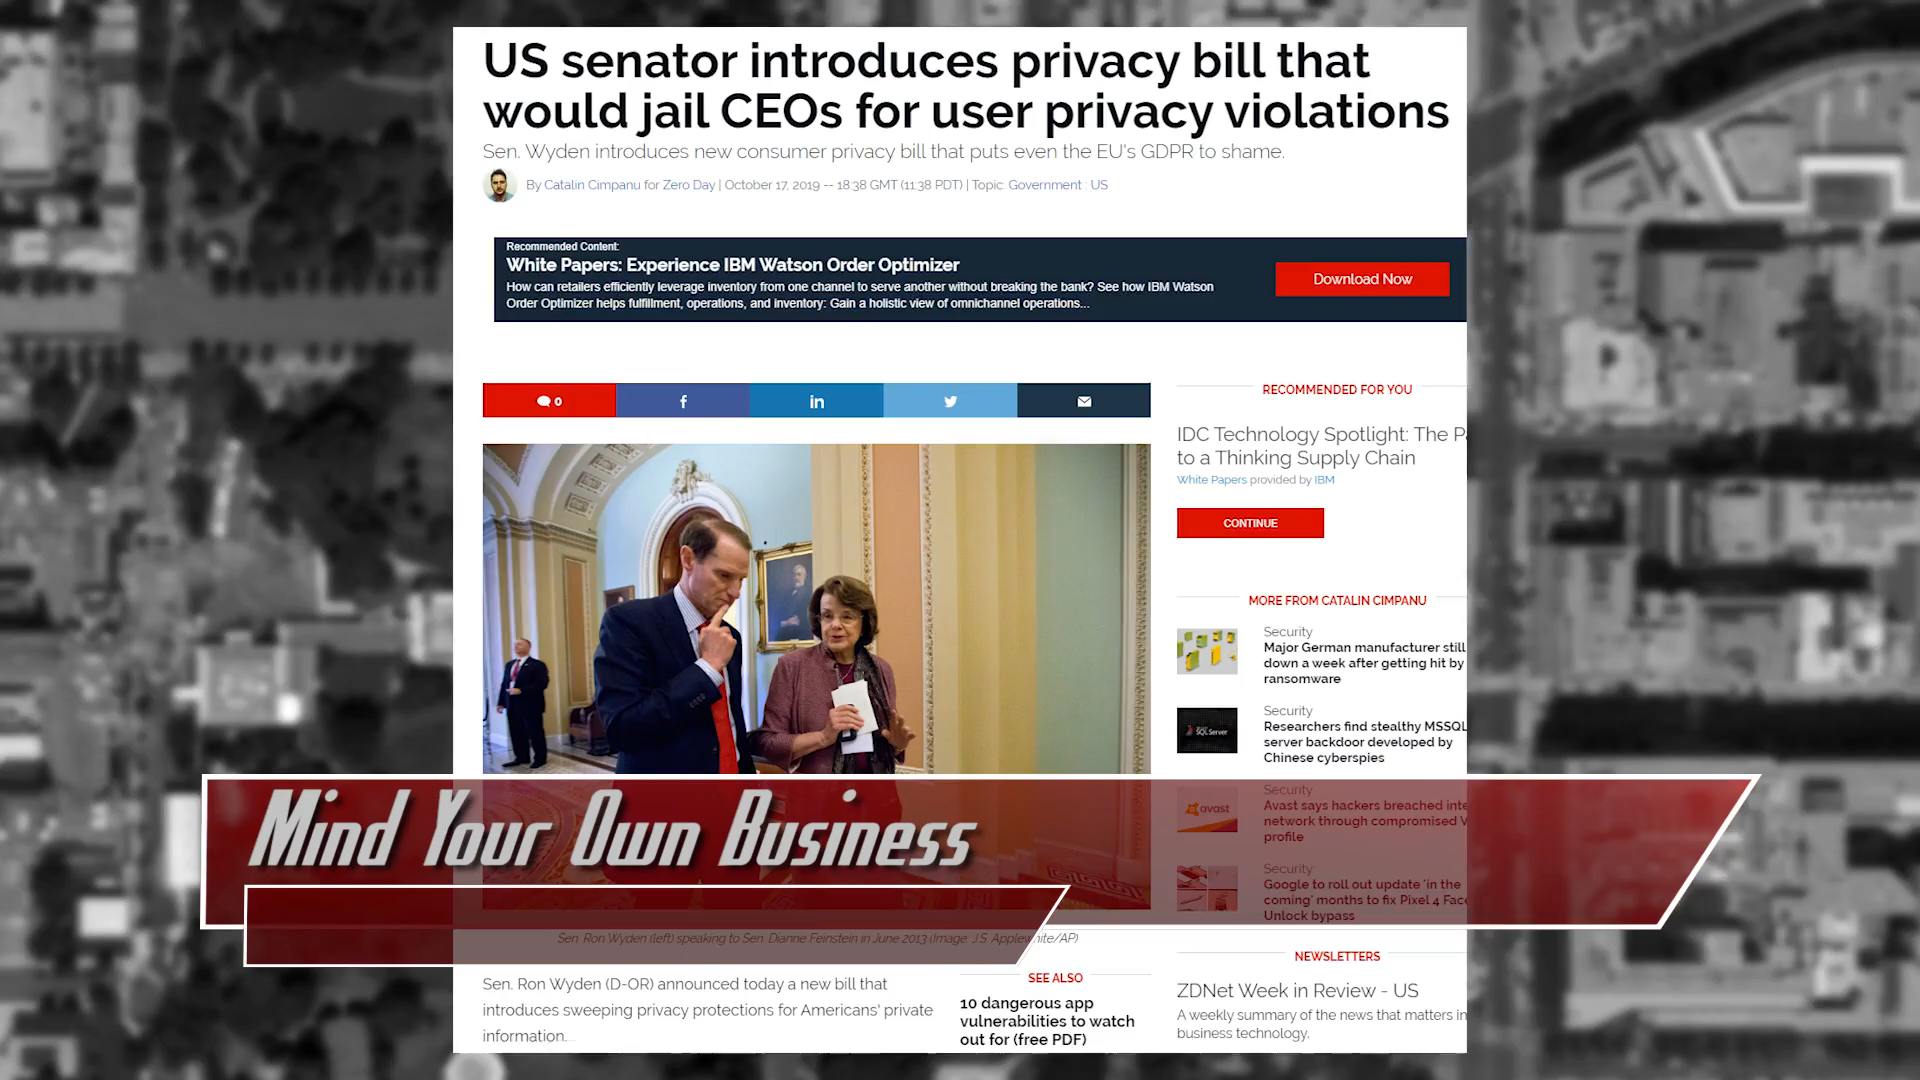 US senator introduces privacy bill that
would jail CEOs for user privacy violations
Sen. Wyden introduces new consumer privacy bill that puts even the EU's GDPR to shame.
By Catalin Cimpanu for Zero Day | October 17, 2019 -- 18:38 GMT (11:38 PDT) | Topic: Government : US
Recommended Content:
White Papers: Experience IBM Watson Order Optimizer
How can retailers efficiently leverage inventory from one channel to serve another without breaking the bank? See how IBM Watson
Order Optimizer helps fulfillment, operations, and inventory: Gain a holistic view of omnichannel operations...
Download Now
0
f
in
RECOMMENDED FOR YOU
IDC Technology Spotlight: The
to a Thinking Supply Chain
White Papers provided by IBM
CONTINUE
MORE FROM CATALIN CIMPANU
Security
Major German manufacturer still
down a week after getting hit by
ransomware
Security
Researchers find stealthy MSSQL
server backdoor developed by
Chinese cyberspies
SQL Server
Security
Avast says hackers breached
network through compromised
profile
avast
Security
Google to roll out update 'in the
coming' months to fix Pixel 4
Unlock bypass
Mind Your Own Business
Sen. Ron Wyden (left) speaking to Sen. Dianne Feinstein in June 2013 (Image: J.S. Applewhite/AP)
Sen. Ron Wyden (D-OR) announced today a new bill that
introduces sweeping privacy protections for Americans' private
information.
SEE ALSO
10 dangerous app
vulnerabilities to watch
out for (free PDF)
NEWSLETTERS
ZDNet Week in Review - US
A weekly summary of the news that matters in
business technology.